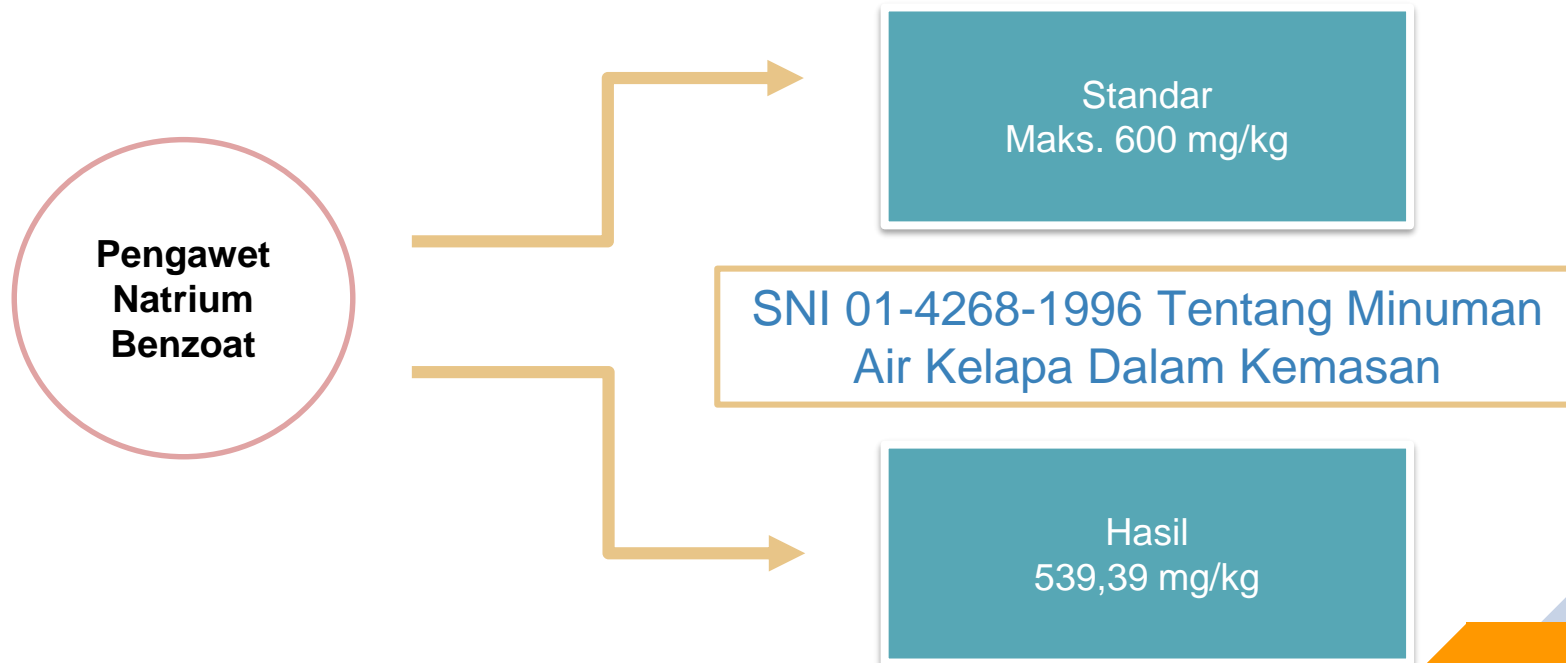 Pengawet
Natrium
Benzoat
Standar
Maks. 600 mg/kg
SNI 01-4268-1996 Tentang Minuman
Air Kelapa Dalam Kemasan
Hasil
539,39 mg/kg